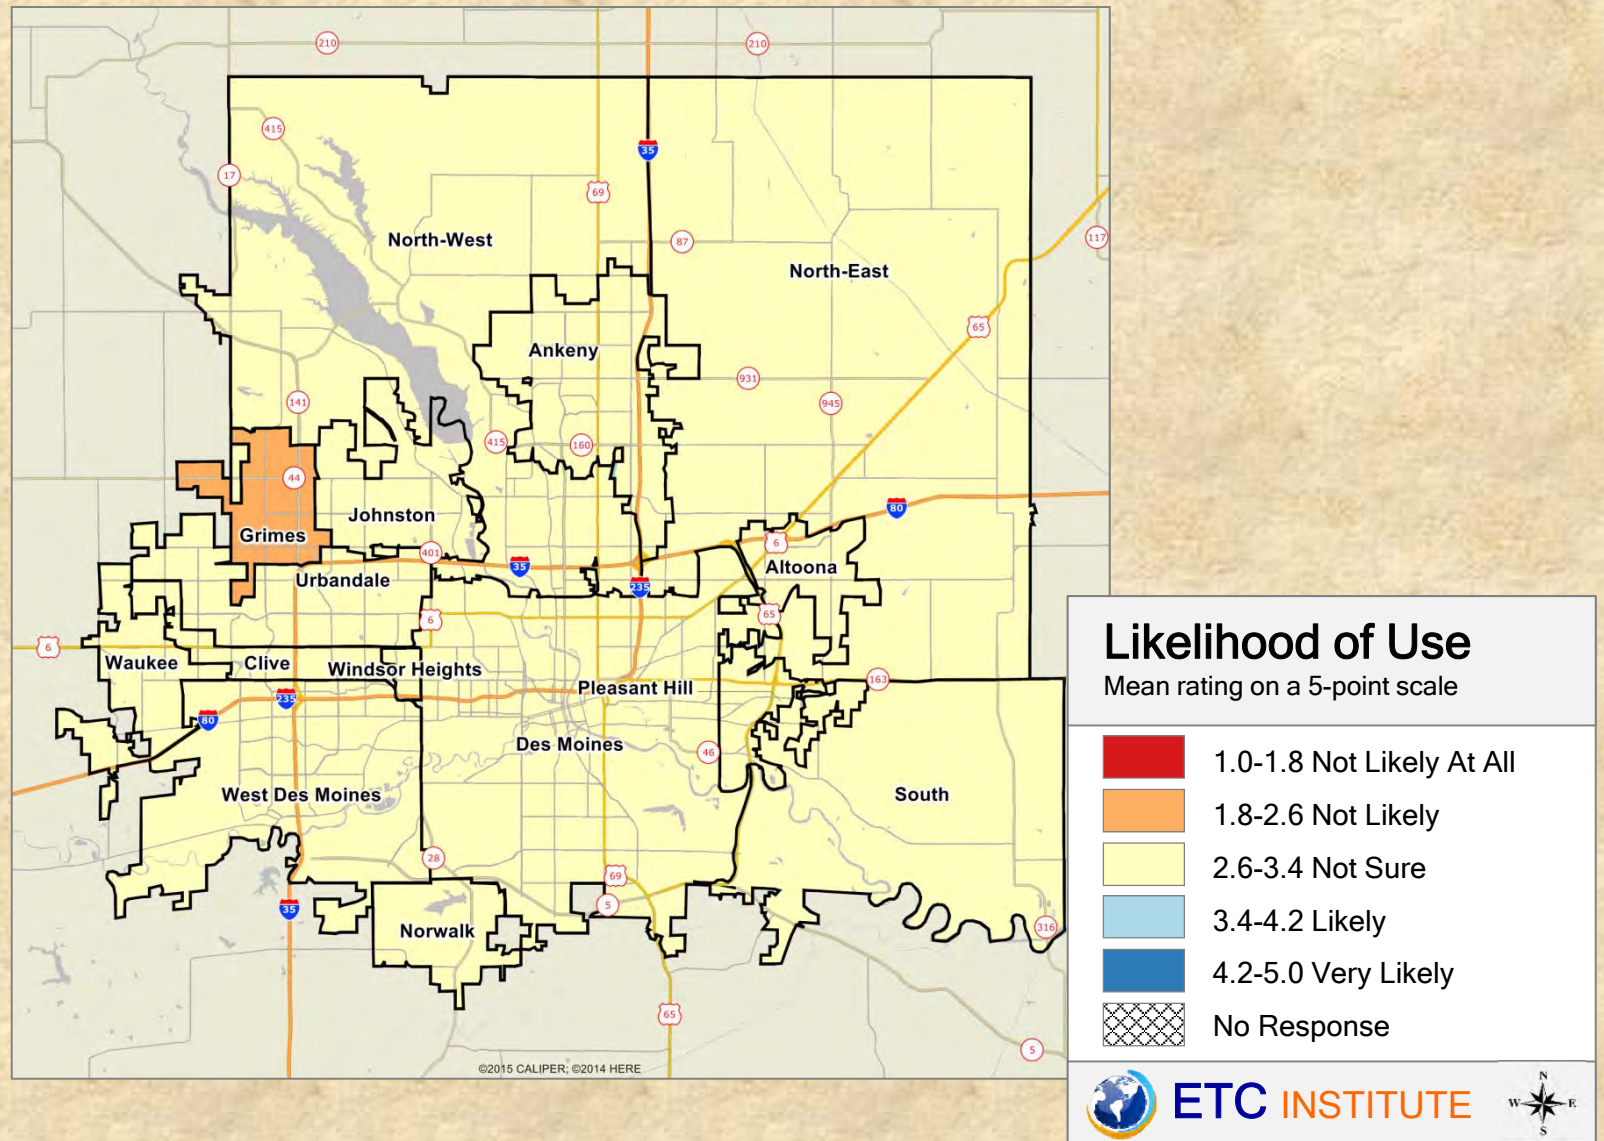 210
210
415
35
17
69
87
117
North-West
North-East
65
Ankeny
931
945
141
415
160
44
80
Johnston
Grimes
6
401
35
Altoona
Urbandale
235
65
6
6
Waukee
Clive
Windsor Heights
163
Pleasant Hill
235
80
Des Moines
46
West Des Moines
South
28
69
5
35
Norwalk
316
65
5
©2015 CALIPER; ©2014 HERE
Likelihood of Use
Mean rating on a 5-point scale
1.0-1.8 Not Likely At All
1.8-2.6 Not Likely
2.6-3.4 Not Sure
3.4-4.2 Likely
4.2-5.0 Very Likely
No Response
ETC INSTITUTE
N
W E
S